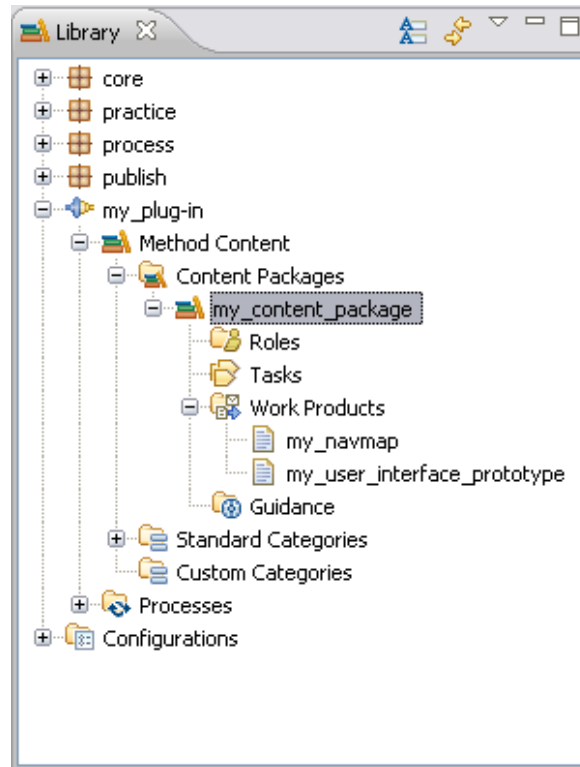 Library
core
practice
process
publish
my_plug-in
Method Content
Content Packages
my_content_package
Roles
Tasks
Work Products
my_navmap
my_user_interface_prototype
Guidance
Standard Categories
Custom Categories
Processes
Configurations